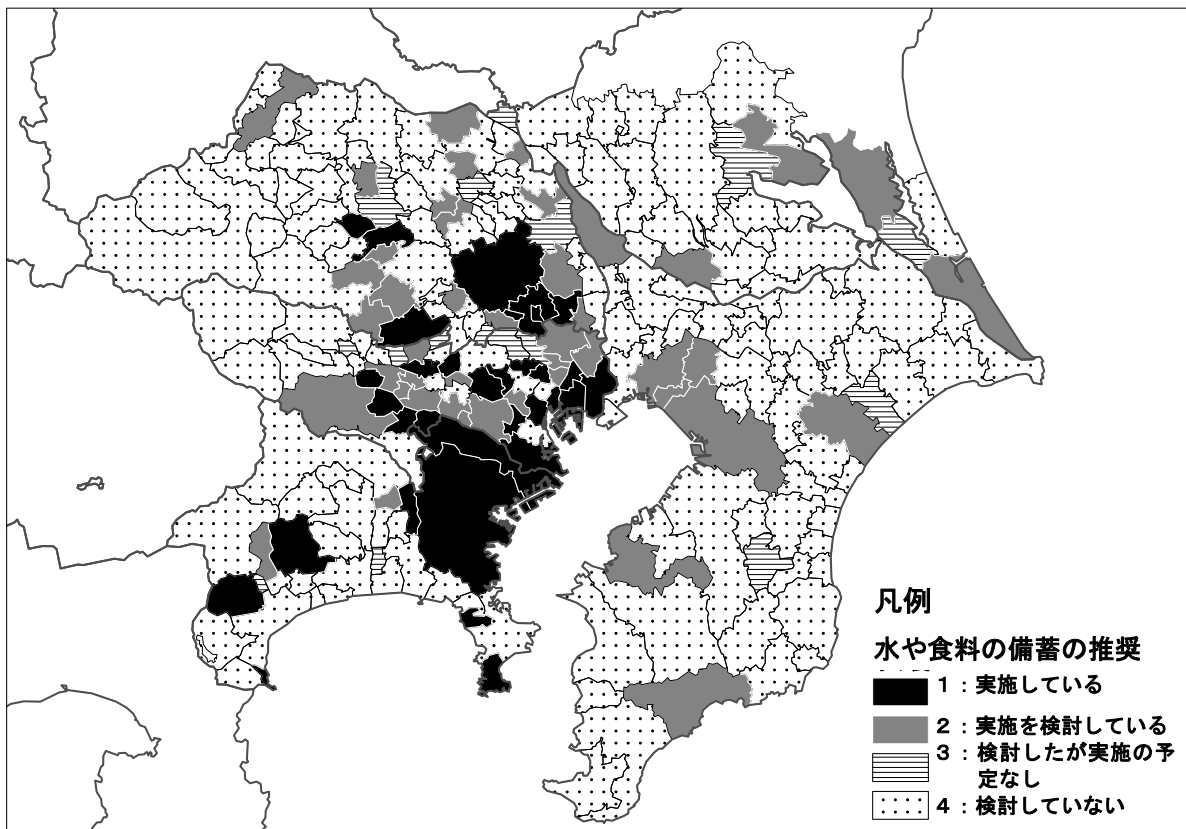 凡例
水や食料の備蓄の推奨
1：実施している
2：実施を検討している
3：検討したが実施の予
定なし
4：検討していない